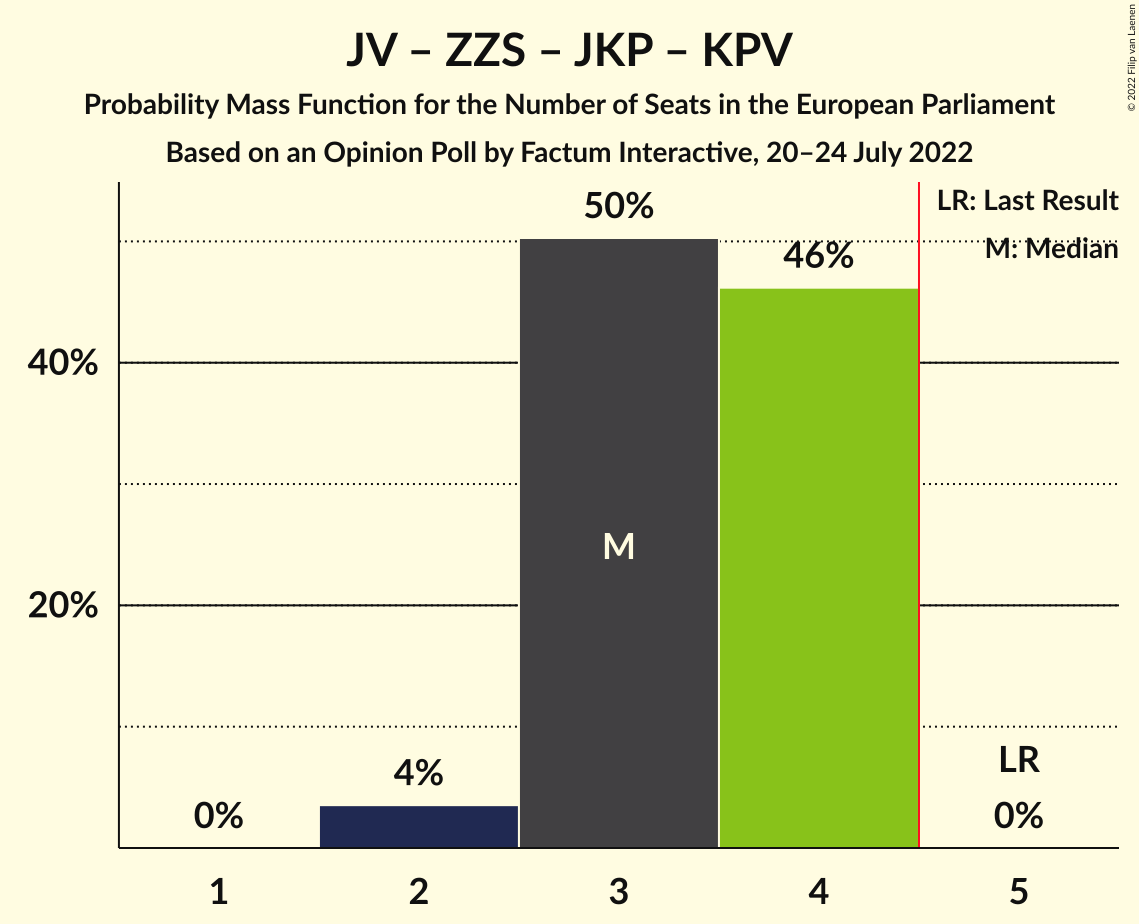 JV – ZZS – JKP – KPV
Probability Mass Function for the Number of Seats in the European Parliament
Based on an Opinion Poll by Factum Interactive, 20–24 July 2022
© 2022 Filip van Laenen
LR: Last Result
M: Median
50%
46%
40%
M
20%
4%
LR
0%
0%
1
2
3
4
5